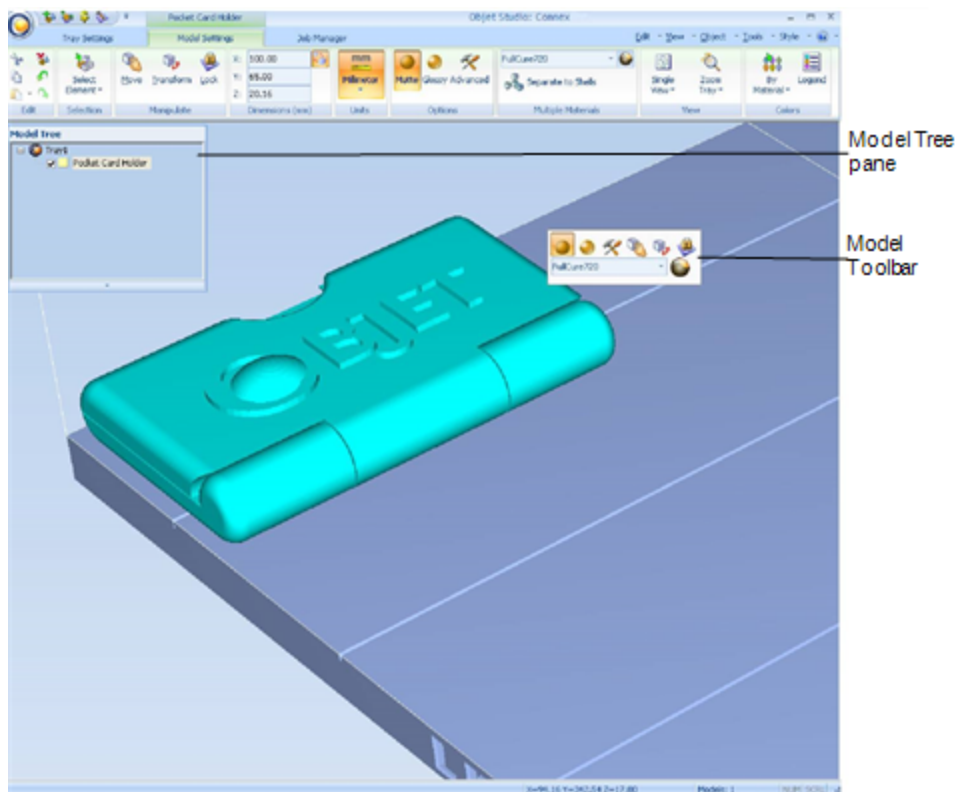 Pocket Card Holder
Objet Studio: Connex
Tray Settings
Model Settings
Job Manager
Edit View Object Tools Style
Select Element
Move Transform Lock
X: 100.00
Y: 65.00
Z: 20.16
mm
Millimeter
Matte Glossy Advanced
FullCure720
Separate to Shells
Single View
Zoom Tray
By Material
Legend
Edit Selection Manipulate Dimensions (mm) Units Options Multiple Materials View Colors
Model Tree
Pocket Card Holder
Model Tree
pane
Model
Toolbar
FullCure720
OBJET
Models: 1